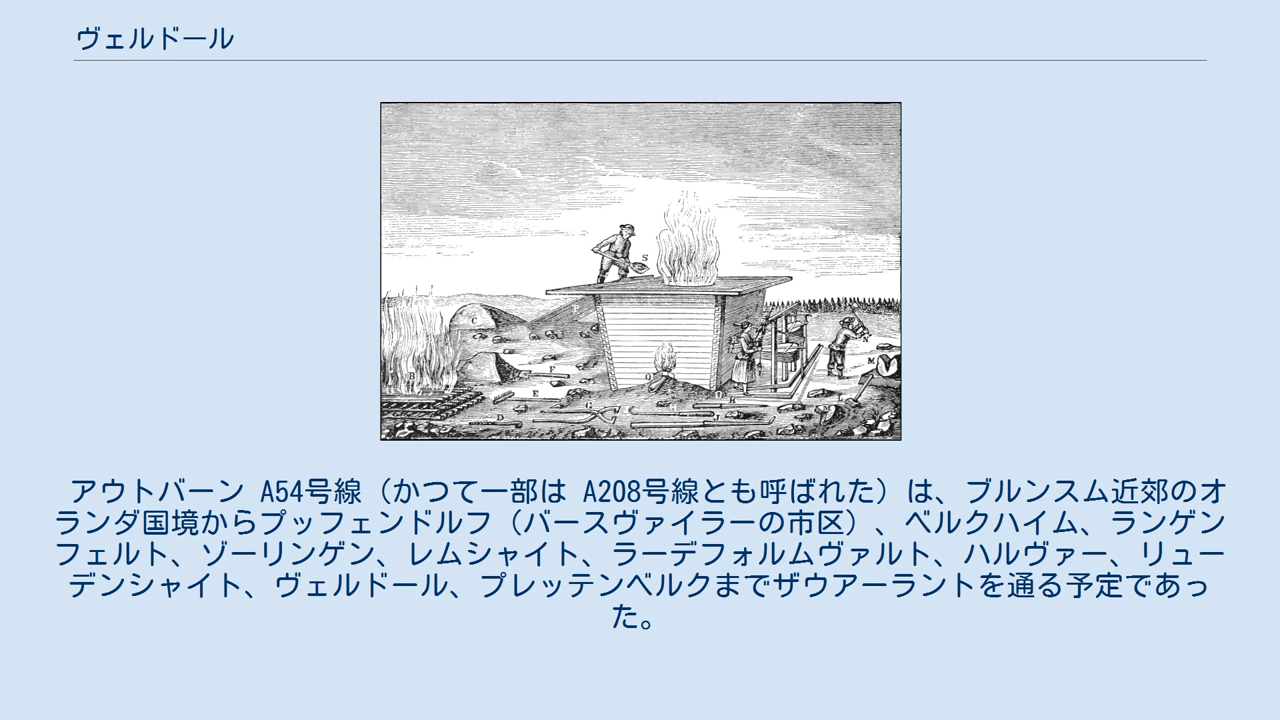 ヴェルドール
アウトバーン A54号線（かつて一部は A208号線とも呼ばれた）は、ブルンスム近郊のオ
ランダ国境からプッフェンドルフ（バースヴァイラーの市区）、ベルクハイム、ランゲン
フェルト、ゾーリンゲン、レムシャイト、ラーデフォルムヴァルト、ハルヴァー、リュー
デンシャイト、ヴェルドール、プレッテンベルクまでザウアーラントを通る予定であっ
た。